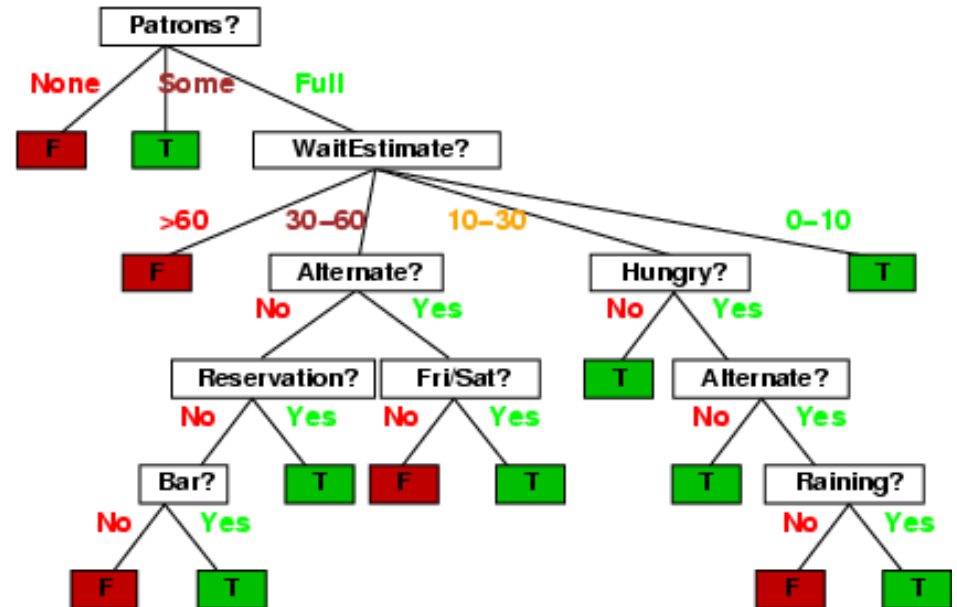 Patrons?
None Some Full
F T WaitEstimate?
>60 30–60 10–30 0–10
F Alternate? Hungry? T
No Yes No Yes
Reservation? Fri/Sat? T Alternate?
No Yes No Yes No Yes
Bar? T F T T Raining?
No Yes No Yes
F T F T